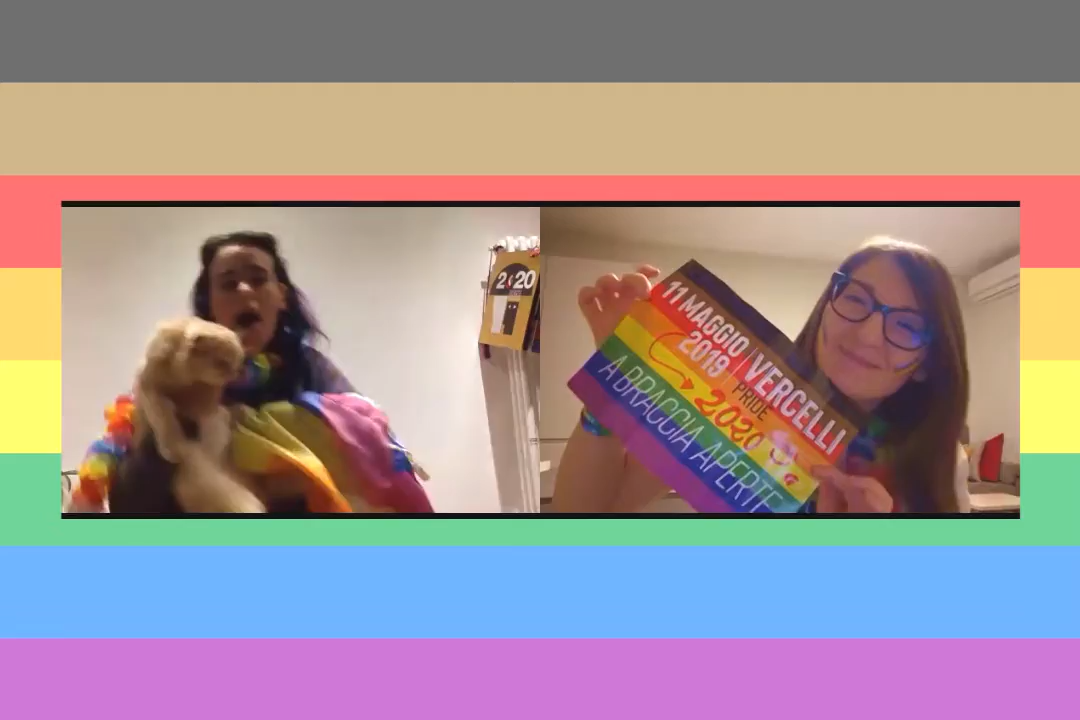 2020
11 MAGGIO
2019
VERCELLI
PRIDE
2020
A BRACCIA APERTE